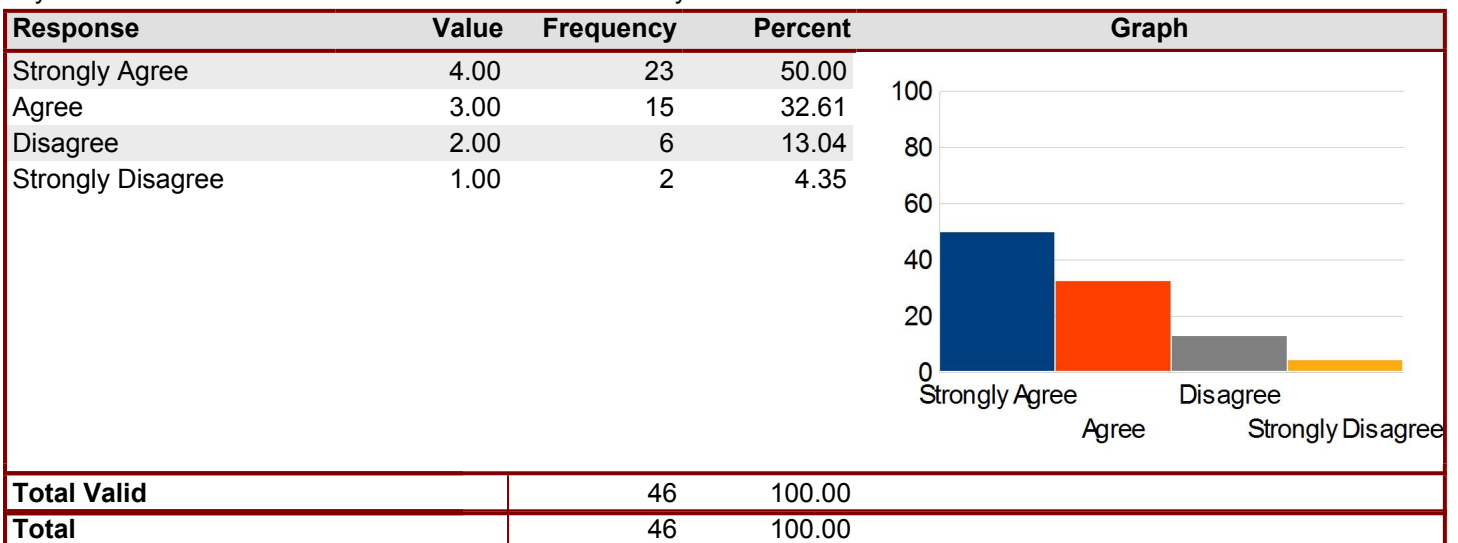 Response Value Frequency Percent Graph
Strongly Agree 4.00 23 50.00
Agree 3.00 15 32.61
Disagree 2.00 6 13.04
Strongly Disagree 1.00 2 4.35
100
80
60
40
20
0
Strongly Agree Disagree
Agree Strongly Disagree
Total Valid 46 100.00
Total 46 100.00